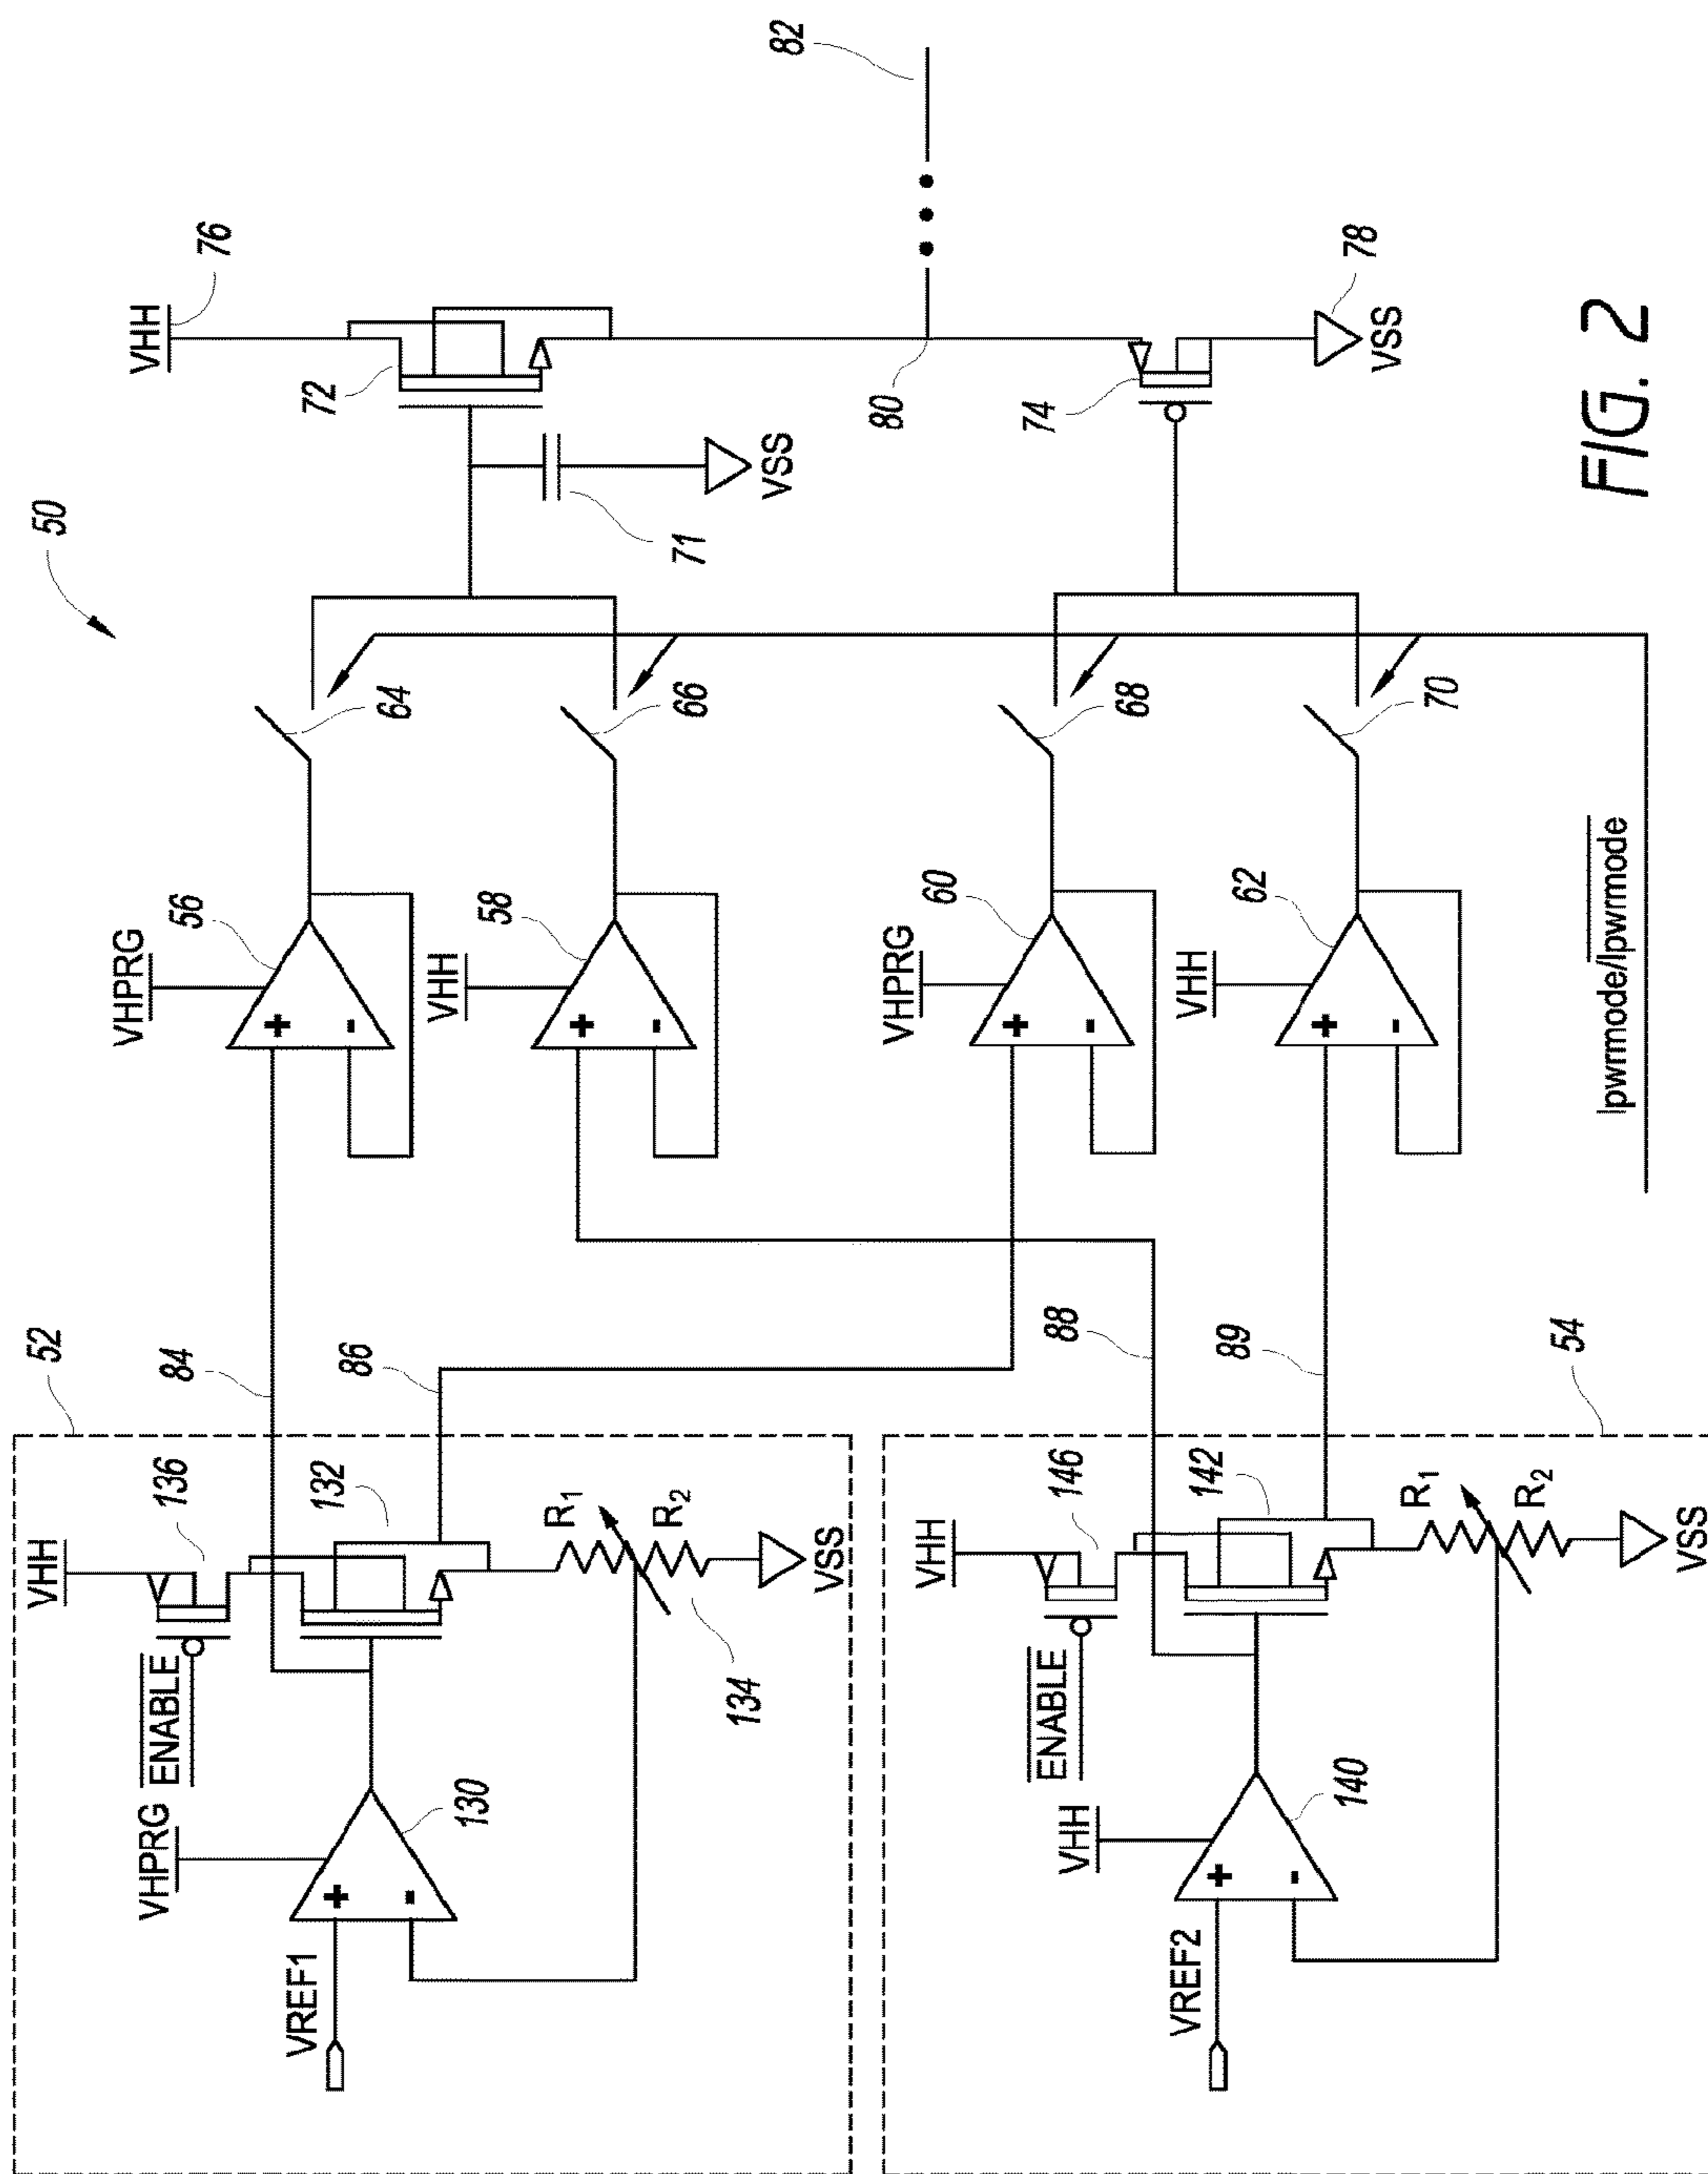 50
52
VHH
136
84
VHPRG
ENABLE
132
86
VREF1
+
-
130
R1
R2
134
VSS
54
VHH
146
88
VHH
ENABLE
142
89
VREF2
+
-
140
R1
R2
VSS
VHPRG
56
+
-
64
VHH
58
+
-
66
VHPRG
60
+
-
68
VHH
62
+
-
70
lpwrmode/lpwrmode
VHH
76
72
71
VSS
80
82
74
78
VSS
FIG. 2